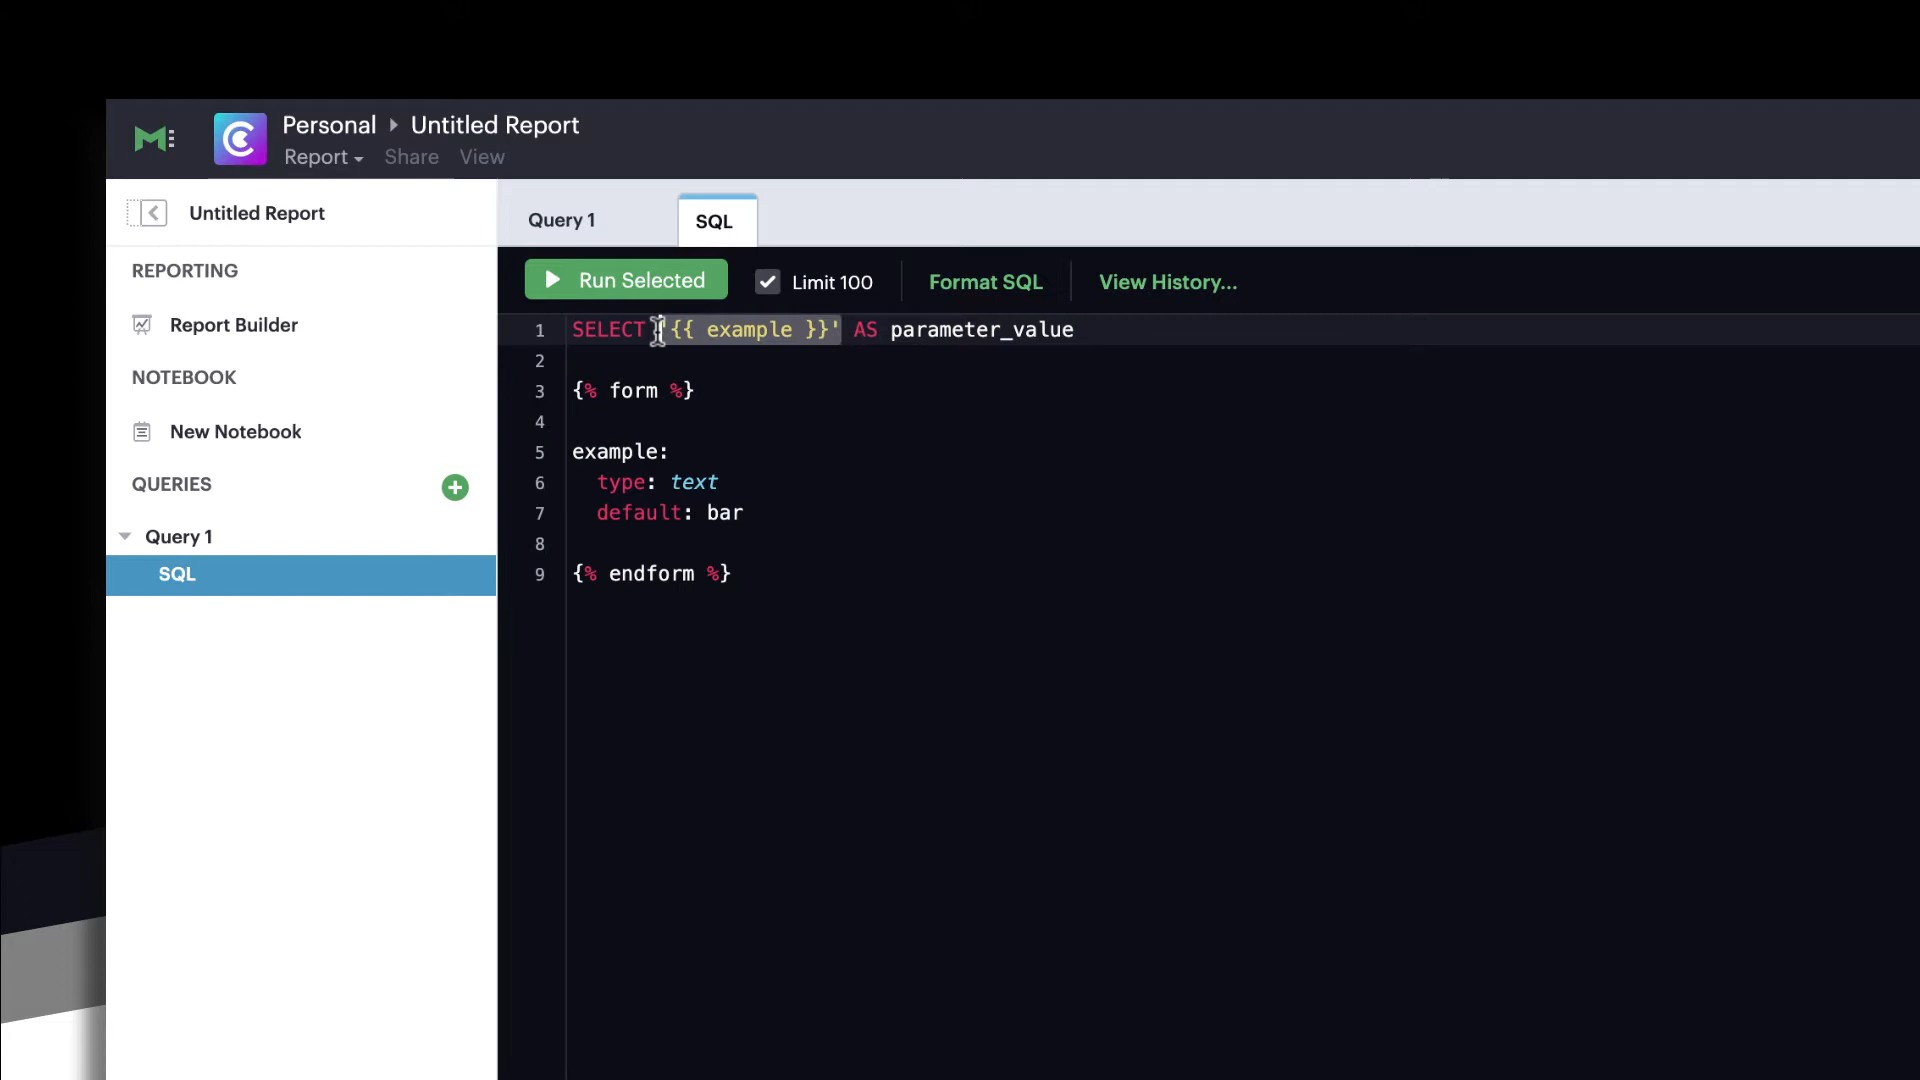 Personal Untitled Report
Report Share View
Untitled Report
REPORTING
Report Builder
NOTEBOOK
New Notebook
QUERIES
Query 1
SQL
Query 1 SQL
Run Selected Limit 100 Format SQL View History...
1 SELECT '{{ example }}' AS parameter_value
2
3 {% form %}
4
5 example:
6 type: text
7 default: bar
8
9 {% endform %}